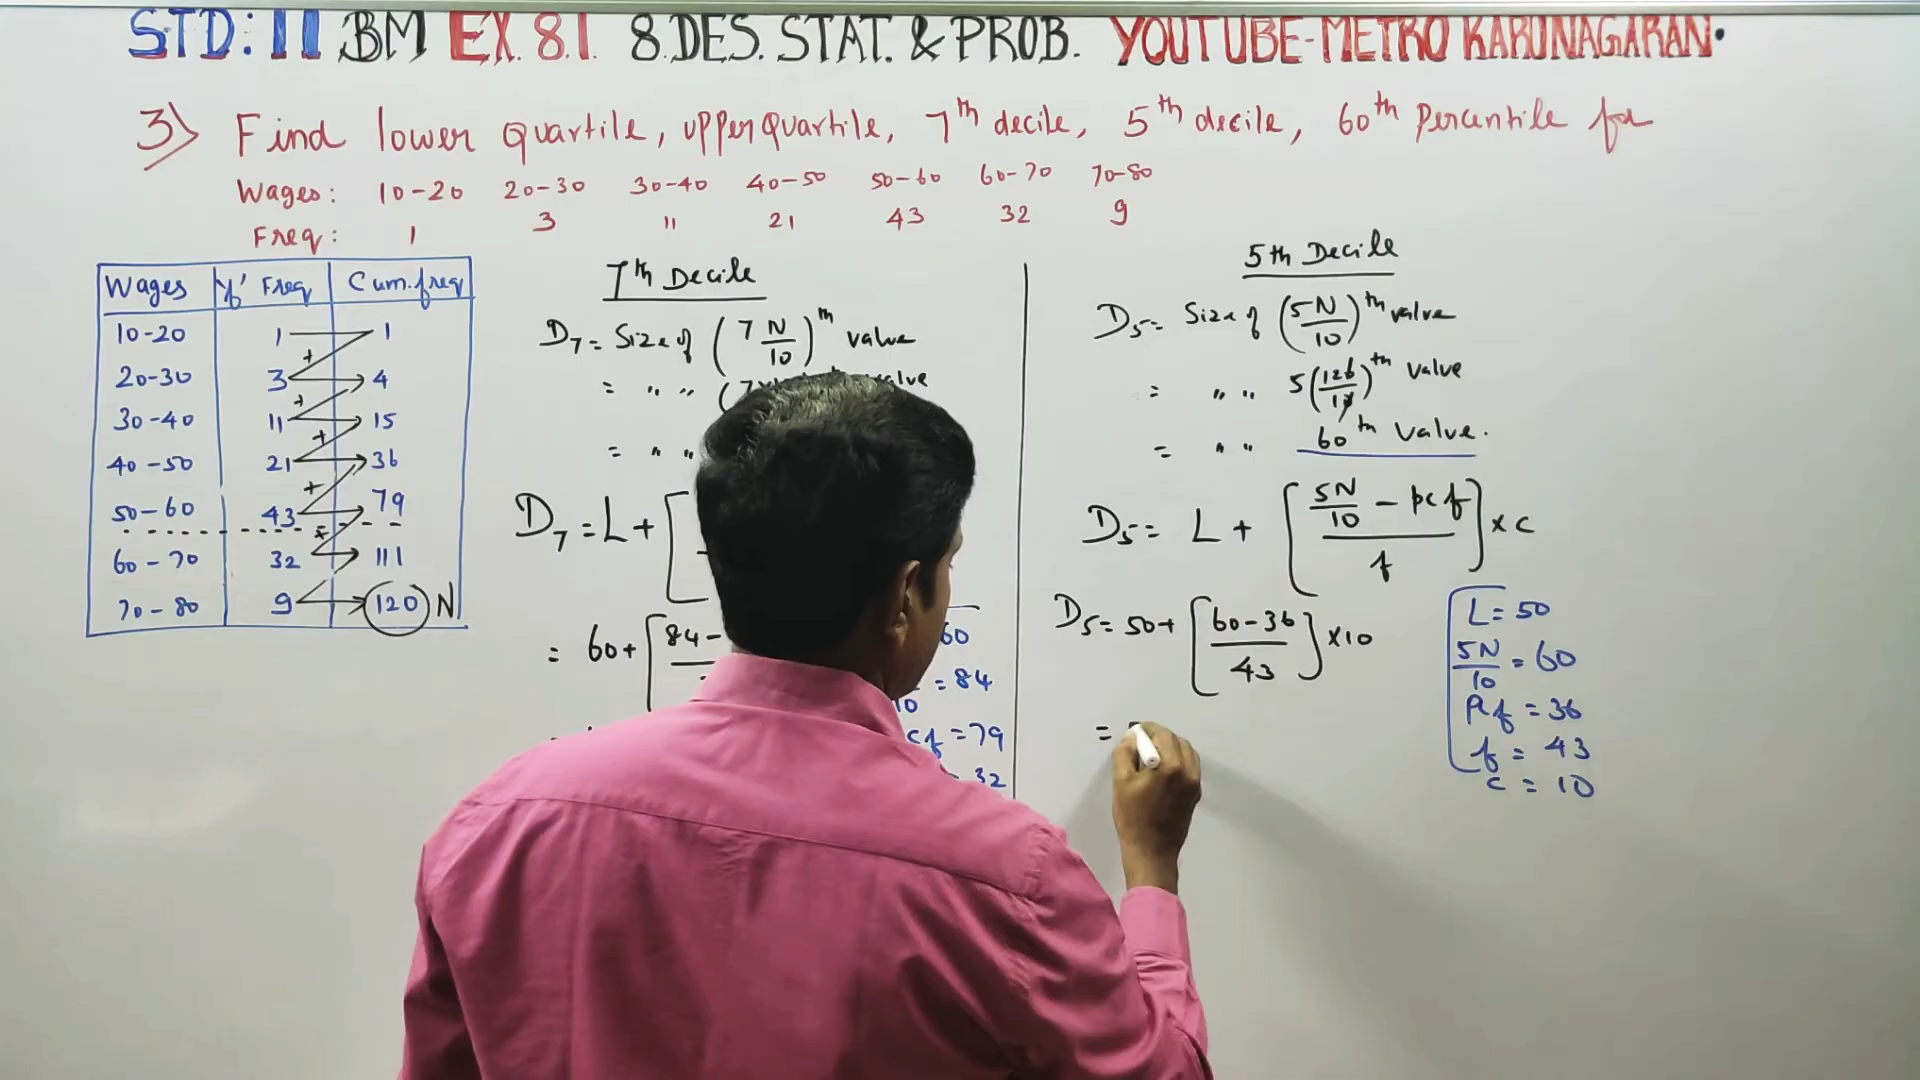 STD: 11 BM EX. 8.1. 8.DES. STAT. & PROB. YOUTUBE-METRO KARUNAGARAN.
3) Find lower quartile, upper quartile, 7th decile, 5th decile, 60th Percentile for
Wages: 10-20 20-30 30-40 40-50 50-60 60-70 70-80
Freq: 1 3 11 21 43 32 9
Wages 'f' Freq Cum.freq
10-20 1 1
20-30 3 4
30-40 11 15
40-50 21 36
50-60 43 79
60-70 32 111
70-80 9 120 N
7th Decile
D7 = Size of (7 N/10)th value
= " " (7 value
= " "
D7 = L + [
= 60 + [84 -
60
10 = 84
cf = 79
32
5th Decile
D5 = Size of (5N/10)th value
= " " 5(120/10)th value
= " " 60th value.
D5 = L + [5N/10 - pcf / f] × c
D5 = 50 + [60-36 / 43] × 10
=
L = 50
5N/10 = 60
pcf = 36
f = 43
c = 10